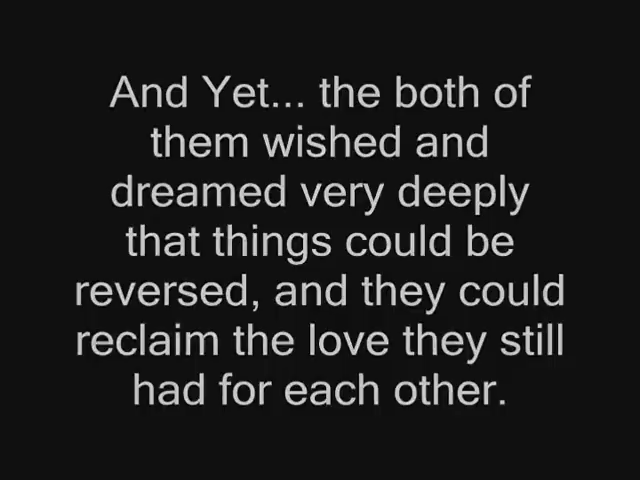 And Yet... the both of
them wished and
dreamed very deeply
that things could be
reversed, and they could
reclaim the love they still
had for each other.